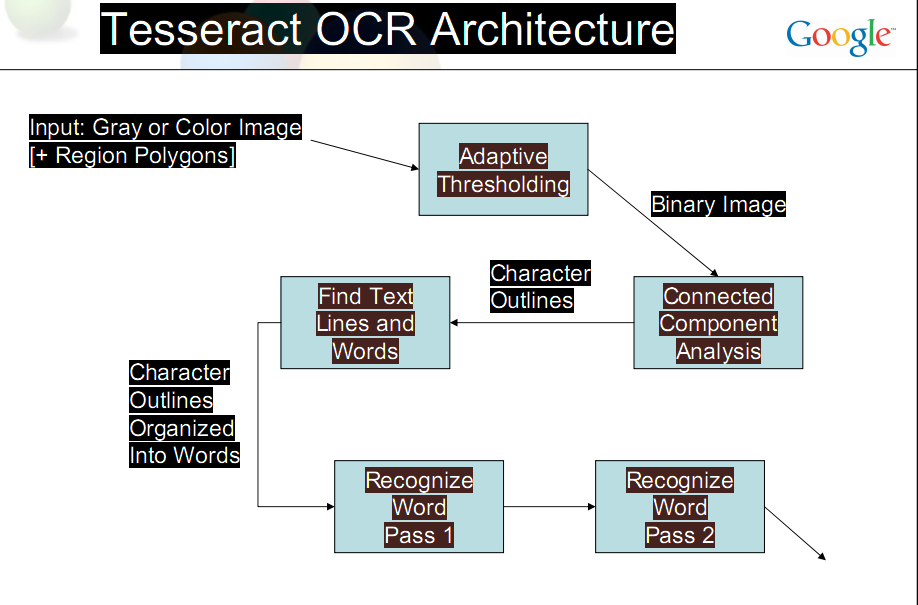 Tesseract OCR Architecture
Google™
Input: Gray or Color Image
[+ Region Polygons]
Adaptive
Thresholding
Binary Image
Connected
Component
Analysis
Character
Outlines
Find Text
Lines and
Words
Character
Outlines
Organized
Into Words
Recognize
Word
Pass 1
Recognize
Word
Pass 2